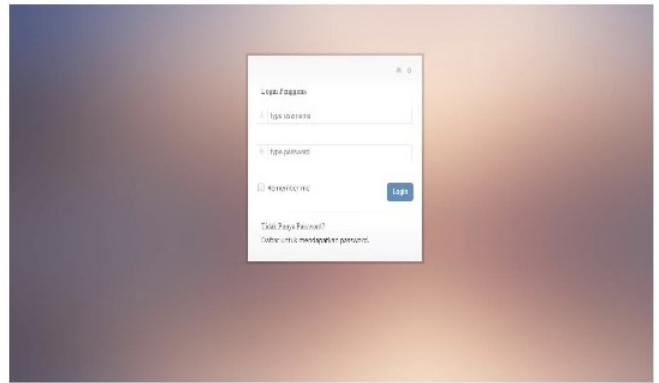 Login Pengguna
type username
type password
Remember me
Login
Tidak Punya Password?
Daftar untuk mendapatkan password.